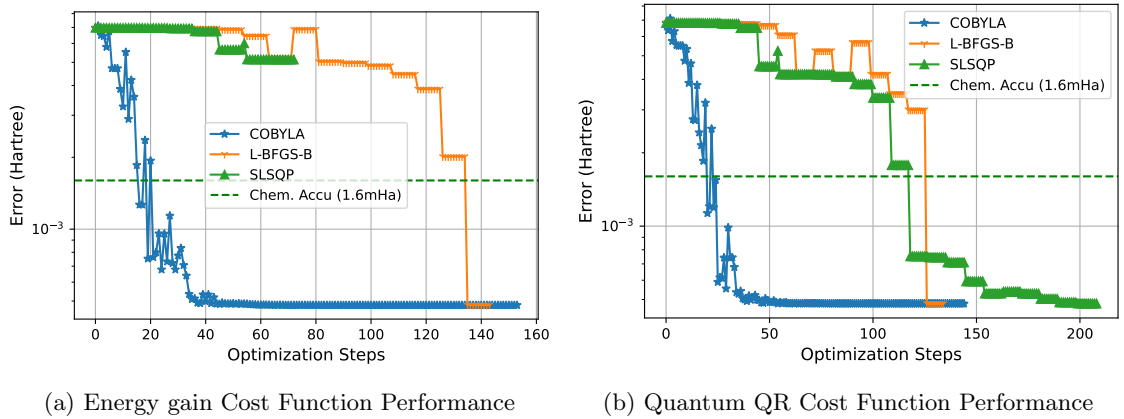 Error (Hartree)
10⁻³
COBYLA
L-BFGS-B
SLSQP
Chem. Accu (1.6mHa)
0 20 40 60 80 100 120 140 160
Optimization Steps
(a) Energy gain Cost Function Performance
Error (Hartree)
10⁻³
COBYLA
L-BFGS-B
SLSQP
Chem. Accu (1.6mHa)
0 50 100 150 200
Optimization Steps
(b) Quantum QR Cost Function Performance